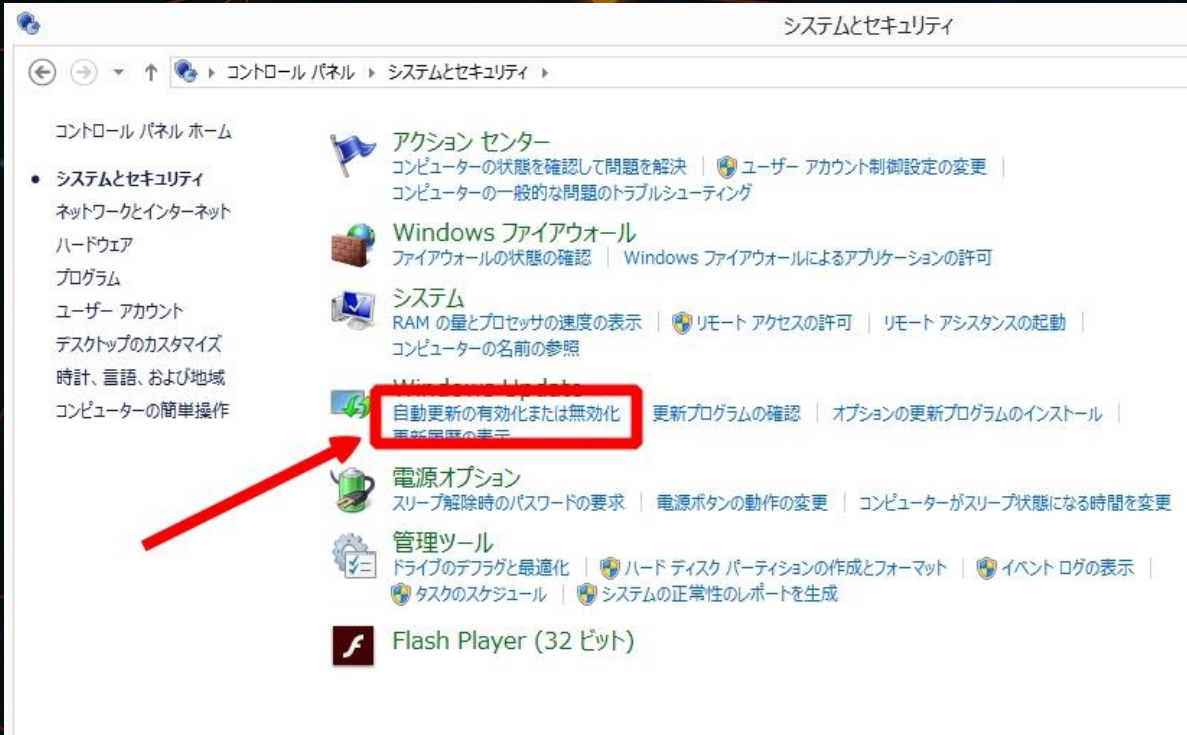 システムとセキュリティ
コントロール パネル システムとセキュリティ
コントロール パネル ホーム
システムとセキュリティ
ネットワークとインターネット
ハードウェア
プログラム
ユーザー アカウント
デスクトップのカスタマイズ
時計、言語、および地域
コンピューターの簡単操作
アクション センター
コンピューターの状態を確認して問題を解決 ユーザー アカウント制御設定の変更
コンピューターの一般的な問題のトラブルシューティング
Windows ファイアウォール
ファイアウォールの状態の確認 Windows ファイアウォールによるアプリケーションの許可
システム
RAM の量とプロセッサの速度の表示 リモート アクセスの許可 リモート アシスタンスの起動
コンピューターの名前の参照
Windows Update
自動更新の有効化または無効化 更新プログラムの確認 オプションの更新プログラムのインストール
更新履歴の表示
電源オプション
スリープ解除時のパスワードの要求 電源ボタンの動作の変更 コンピューターがスリープ状態になる時間を変更
管理ツール
ドライブのデフラグと最適化 ハード ディスク パーティションの作成とフォーマット イベント ログの表示
タスクのスケジュール システムの正常性のレポートを生成
Flash Player (32 ビット)